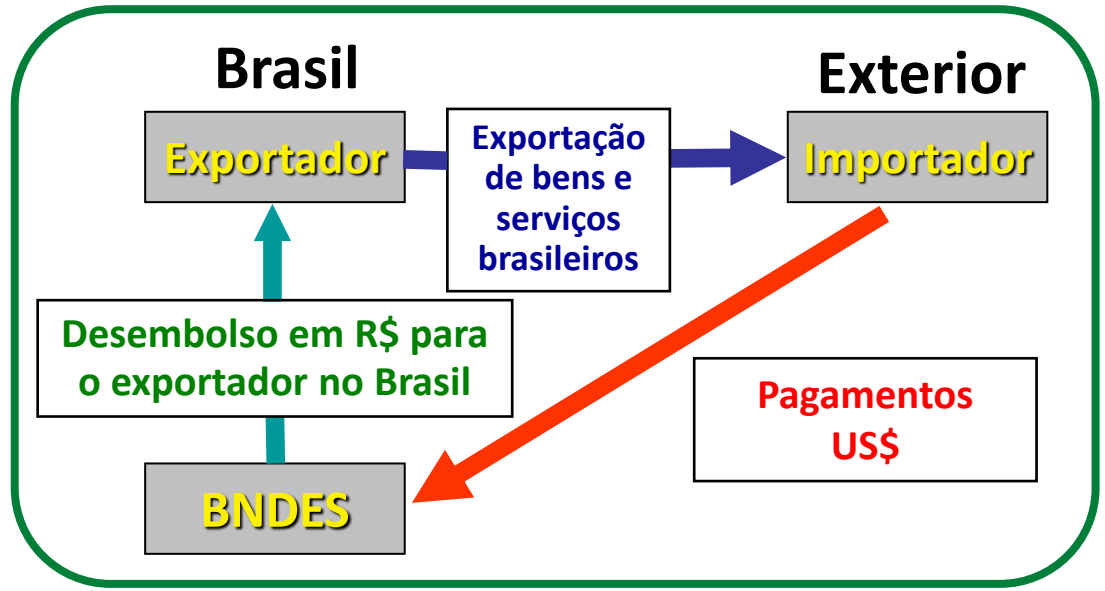 Brasil
Exterior
Exportador
Exportação
de bens e
serviços
brasileiros
Importador
Desembolso em R$ para
o exportador no Brasil
Pagamentos
US$
BNDES